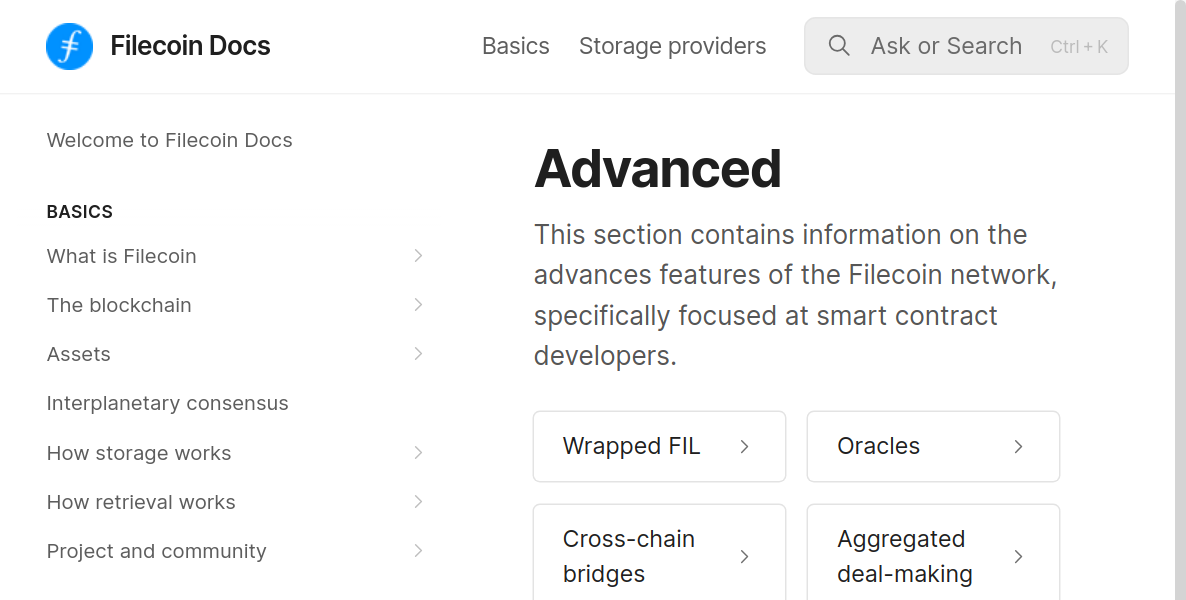 Filecoin Docs
Basics
Storage providers
Ask or Search
Ctrl + K
Welcome to Filecoin Docs
BASICS
What is Filecoin
The blockchain
Assets
Interplanetary consensus
How storage works
How retrieval works
Project and community
Advanced
This section contains information on the
advances features of the Filecoin network,
specifically focused at smart contract
developers.
Wrapped FIL
Oracles
Cross-chain
bridges
Aggregated
deal-making